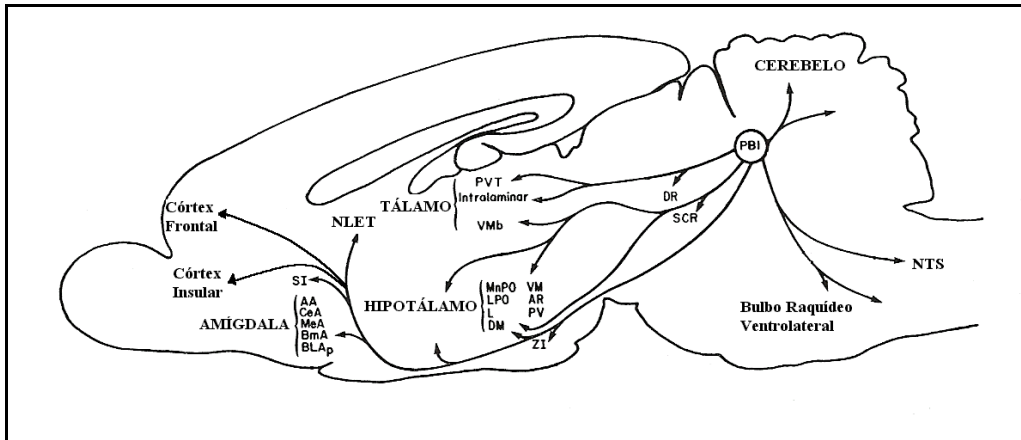 CEREBELO
PBI
PVT
Intralaminar
TÁLAMO
VMb
DR
SCR
Córtex
Frontal
NLET
NTS
Córtex
Insular
SI
HIPOTÁLAMO
MnPO VM
LPO AR
L PV
DM
ZI
AMÍGDALA
AA
CeA
MeA
BmA
BLAp
Bulbo Raquídeo
Ventrolateral